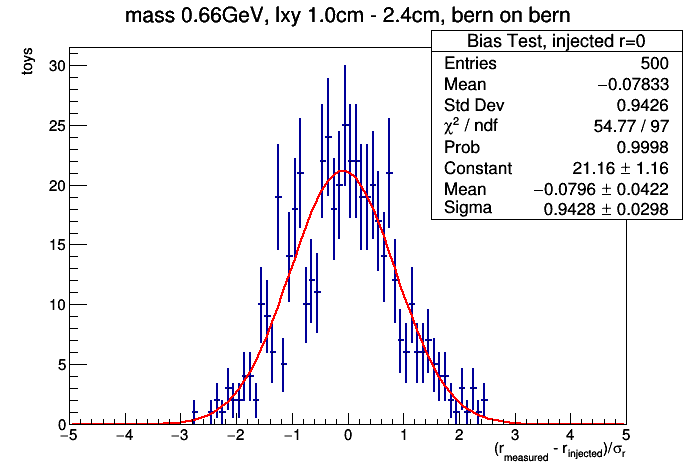 mass 0.66GeV, lxy 1.0cm - 2.4cm, bern on bern
toys
Bias Test, injected r=0
Entries 500
Mean −0.07833
Std Dev 0.9426
χ² / ndf 54.77 / 97
Prob 0.9998
Constant 21.16 ± 1.16
Mean −0.0796 ± 0.0422
Sigma 0.9428 ± 0.0298
30
25
20
15
10
5
0
−5 −4 −3 −2 −1 0 1 2 3 4 5
(r_measured - r_injected)/σ_r